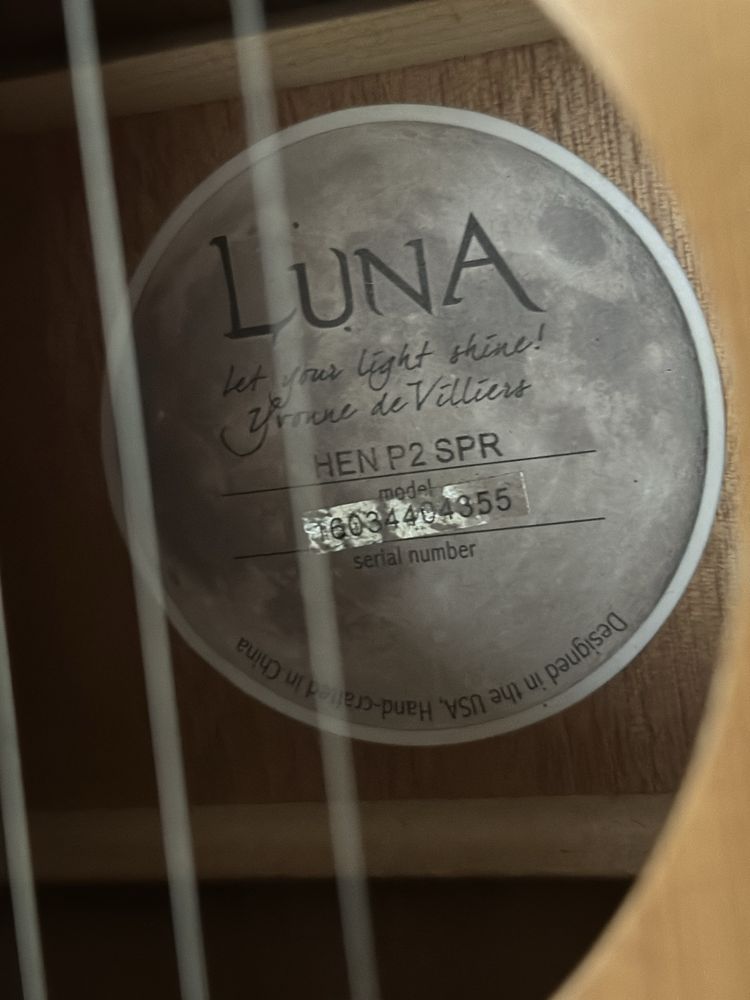 LUNA
Let your light shine!
Yvonne de Villiers
HEN P2 SPR
model
16034404355
serial number
Designed in the USA, Hand-crafted in China